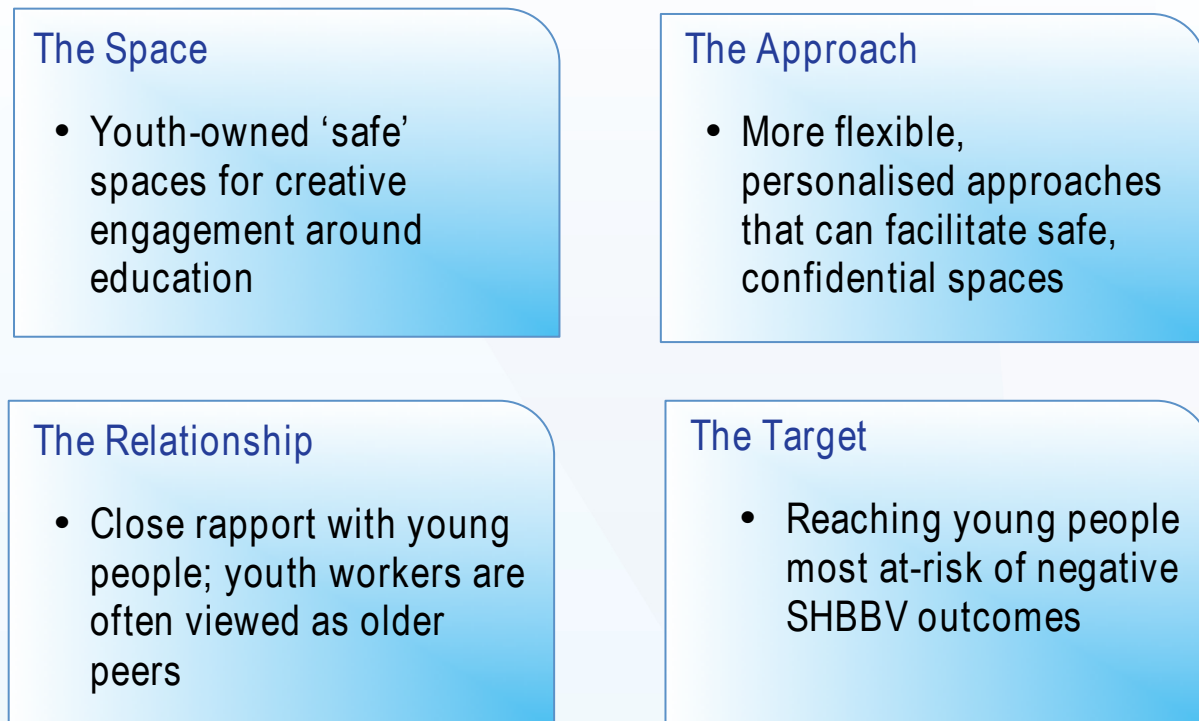 The Space
• Youth-owned ‘safe’
spaces for creative
engagement around
education
The Approach
• More flexible,
personalised approaches
that can facilitate safe,
confidential spaces
The Relationship
• Close rapport with young
people; youth workers are
often viewed as older
peers
The Target
• Reaching young people
most at-risk of negative
SHBBV outcomes